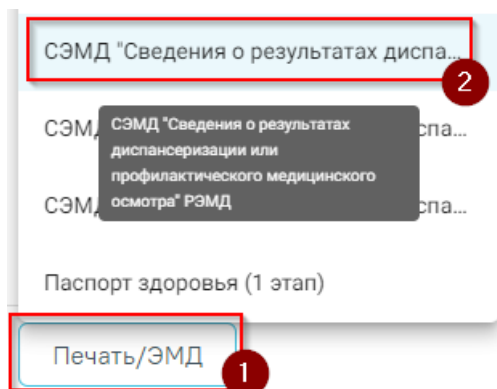 СЭМД "Сведения о результатах диспа...
2
СЭМД "Сведения о результатах
диспансеризации или
профилактического медицинского
осмотра" РЭМД
СЭМ
спа...
СЭМ
спа...
Паспорт здоровья (1 этап)
Печать/ЭМД
1